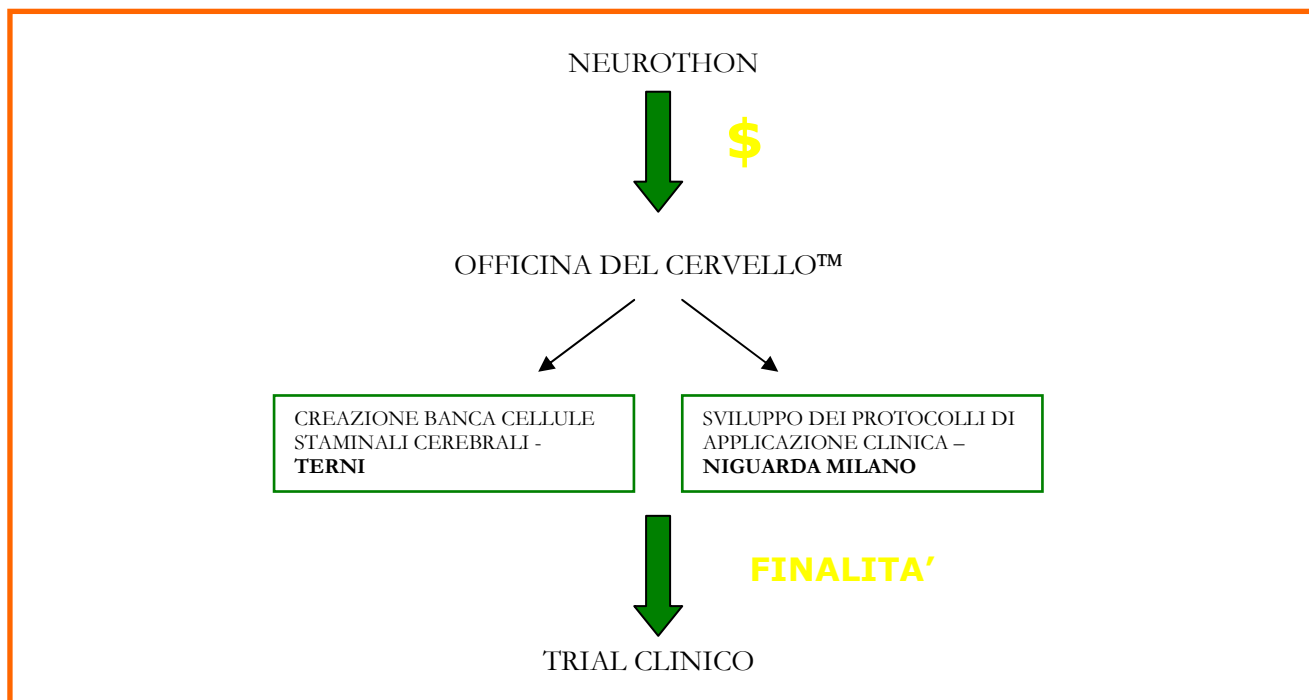 NEUROTHON
$
OFFICINA DEL CERVELLO™
CREAZIONE BANCA CELLULE
STAMINALI CEREBRALI -
TERNI
SVILUPPO DEI PROTOCOLLI DI
APPLICAZIONE CLINICA –
NIGUARDA MILANO
FINALITA’
TRIAL CLINICO